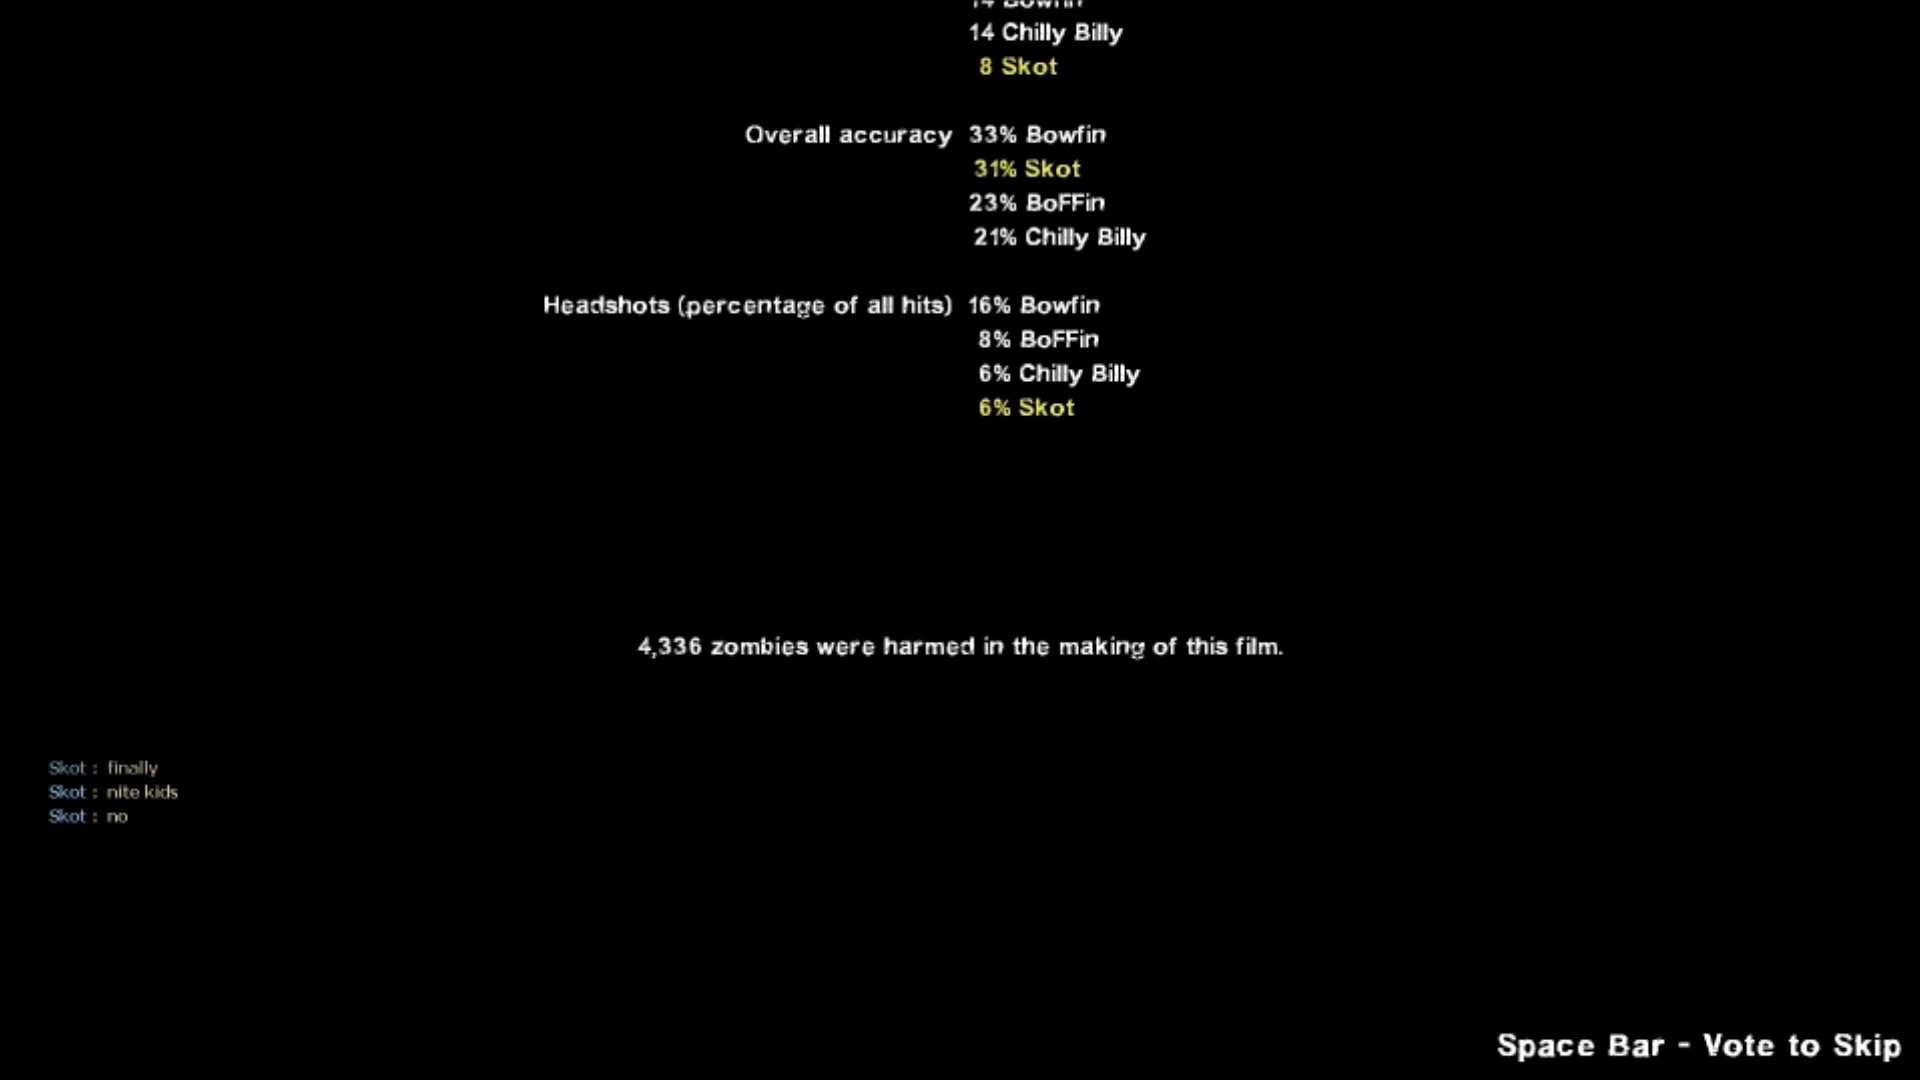 14 Bowfin
14 Chilly Billy
8 Skot
Overall accuracy 33% Bowfin
31% Skot
23% BoFFin
21% Chilly Billy
Headshots (percentage of all hits) 16% Bowfin
8% BoFFin
6% Chilly Billy
6% Skot
4,336 zombies were harmed in the making of this film.
Skot : finally
Skot : nite kids
Skot : no
Space Bar - Vote to Skip